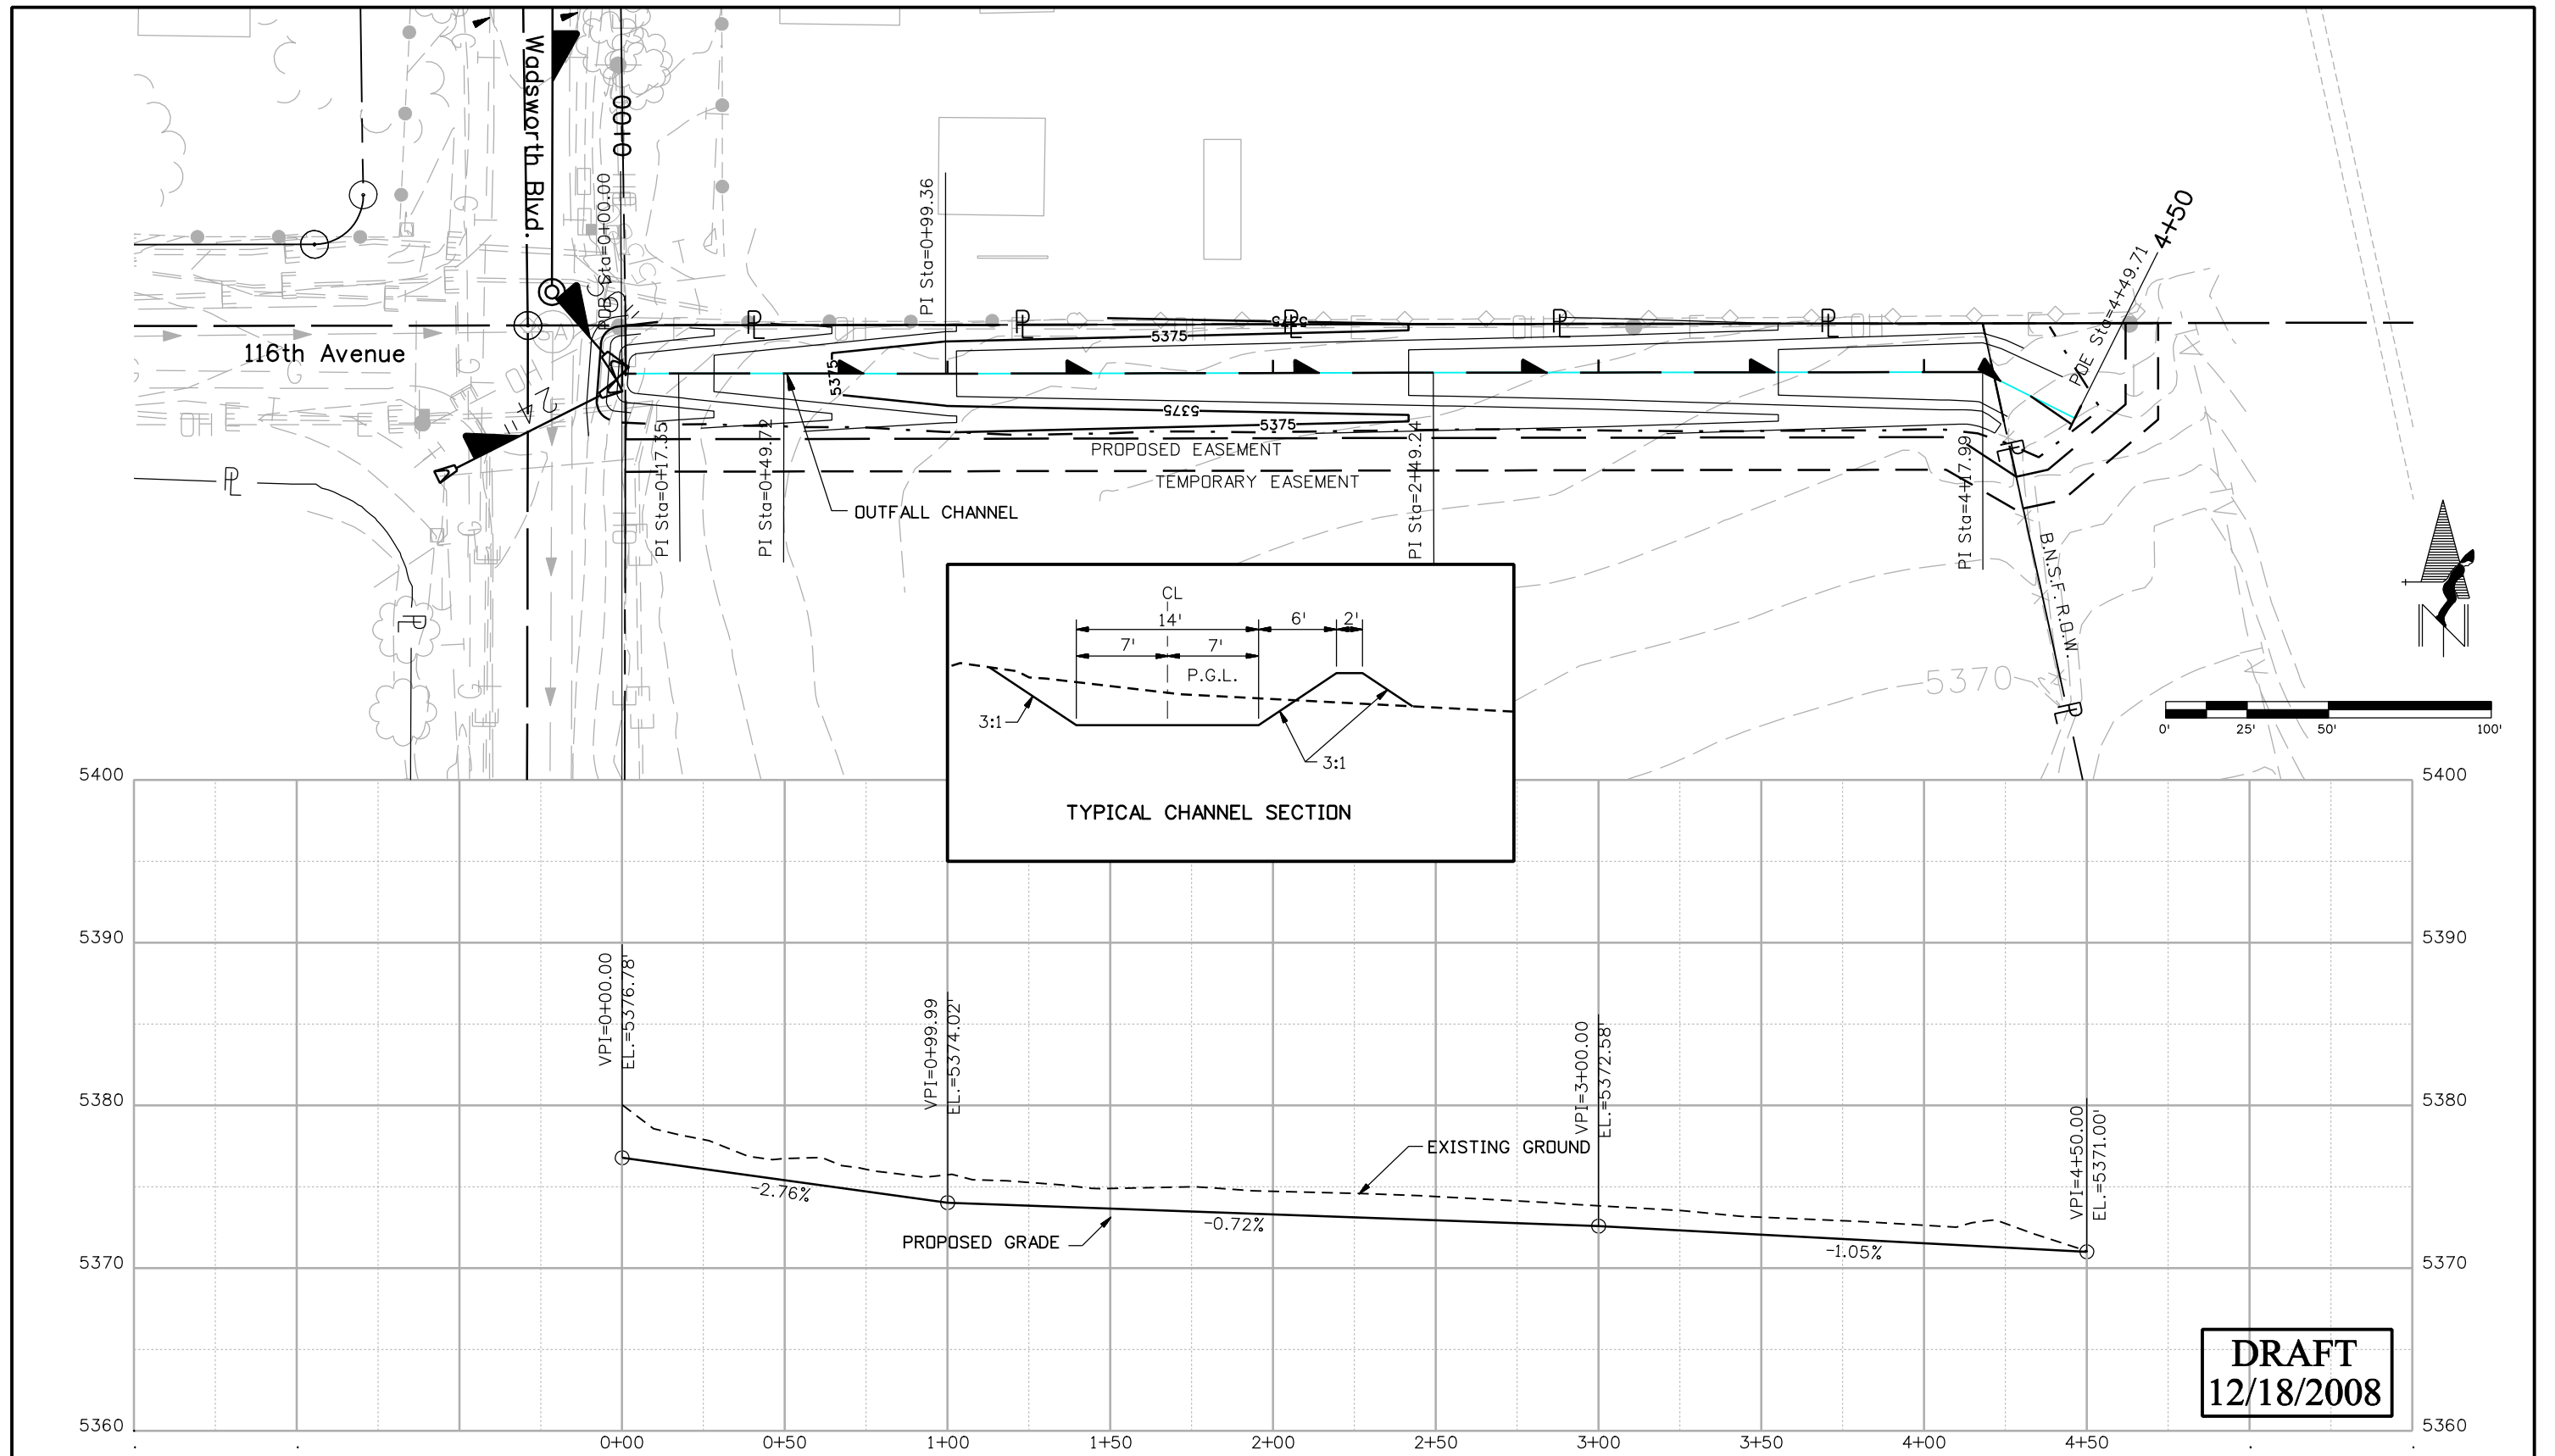 Wadsworth Blvd.
0+00
116th Avenue
24"
OH
OH
OH
OH
POB Sta=0+00.00
PI Sta=0+17.35
PI Sta=0+49.72
PI Sta=0+99.36
PI Sta=2+49.24
PI Sta=4+17.99
POE Sta=4+49.71
4+50
5375
5375
5375
5375
5375
PROPOSED EASEMENT
TEMPORARY EASEMENT
OUTFALL CHANNEL
B.N.S.F. R.O.W.
5370
N
0'
25'
50'
100'
CL
14'
6'
2'
7'
7'
P.G.L.
3:1
3:1
TYPICAL CHANNEL SECTION
5400
5400
5390
5390
5380
5380
5370
5370
5360
5360
VPI=0+00.00
EL.=5376.78'
VPI=0+99.99
EL.=5374.02'
VPI=3+00.00
EL.=5372.58'
VPI=4+50.00
EL.=5371.00'
EXISTING GROUND
PROPOSED GRADE
-2.76%
-0.72%
-1.05%
DRAFT
12/18/2008
0+00
0+50
1+00
1+50
2+00
2+50
3+00
3+50
4+00
4+50